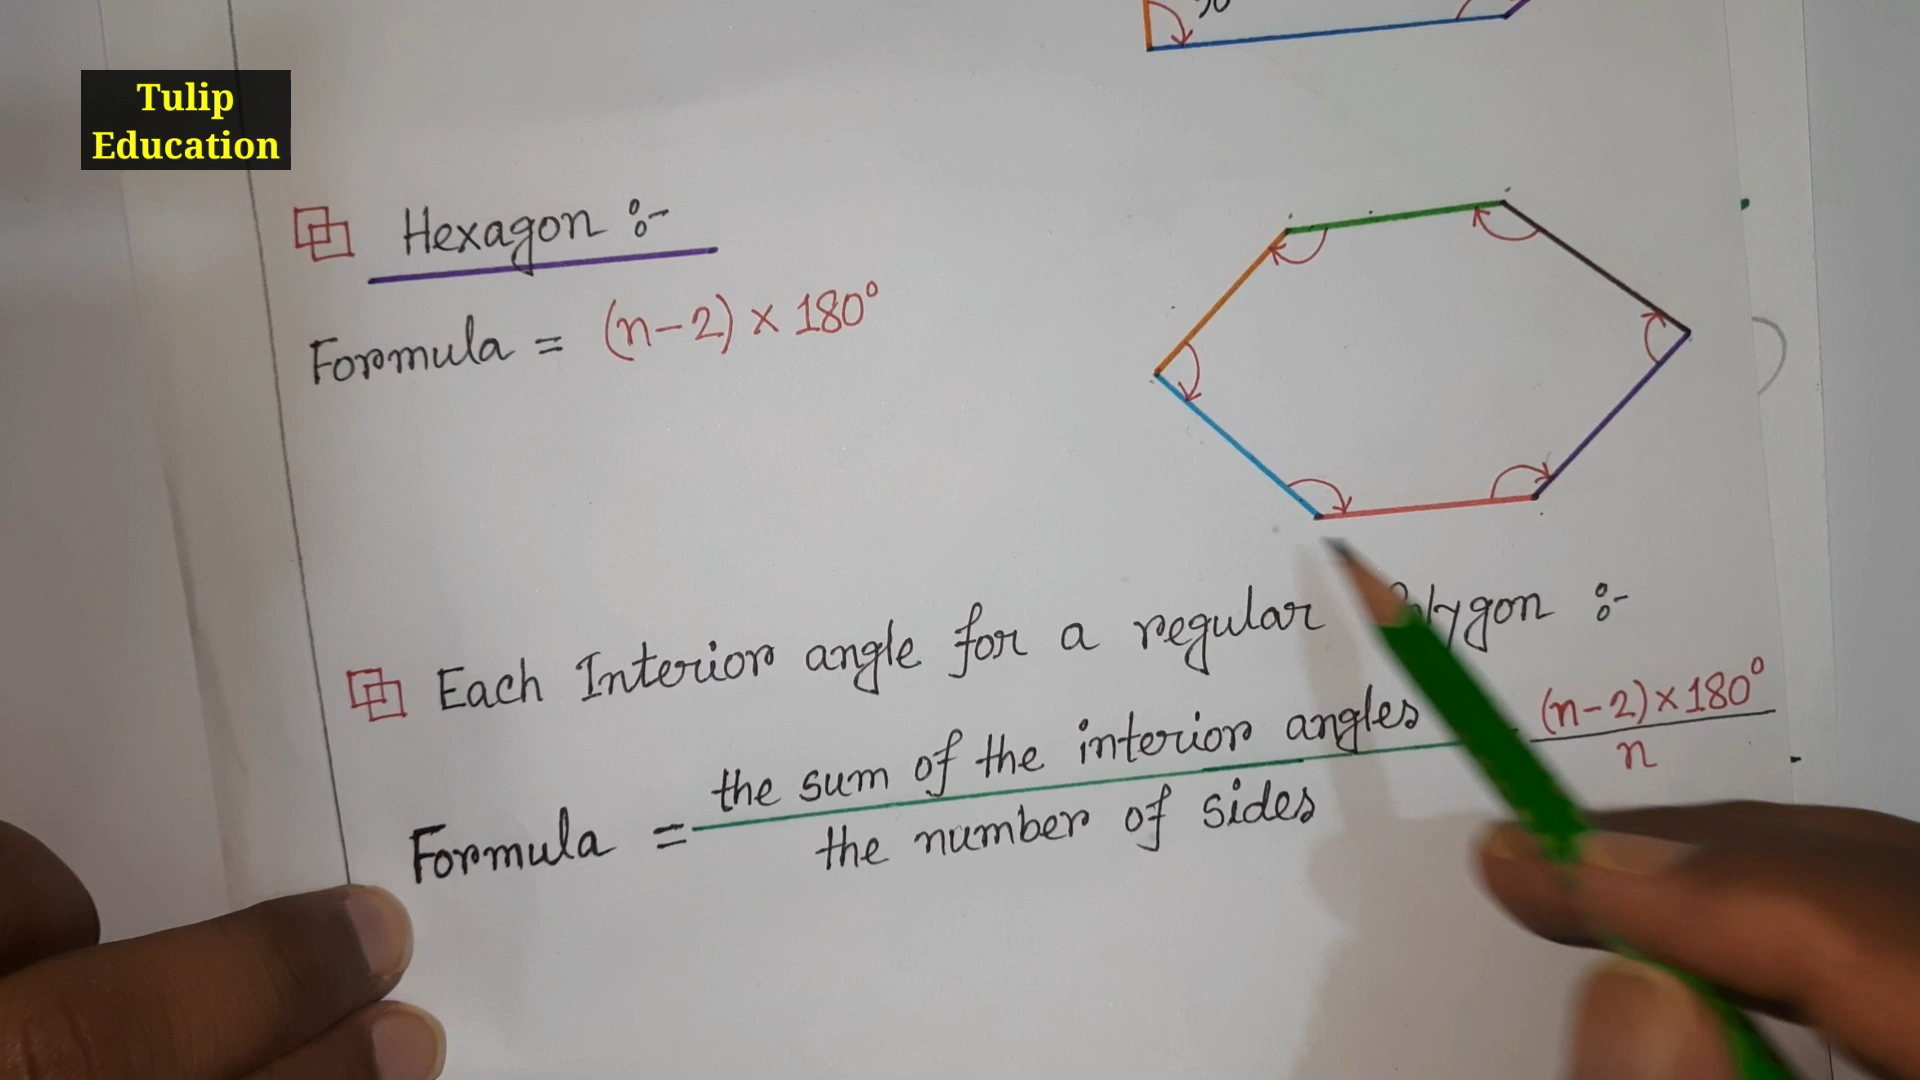 Tulip
Education
Hexagon :-
Formula = (n-2) × 180°
Each Interior angle for a regular :-
Formula = the sum of the interior angles (n-2) × 180°
the number of sides n